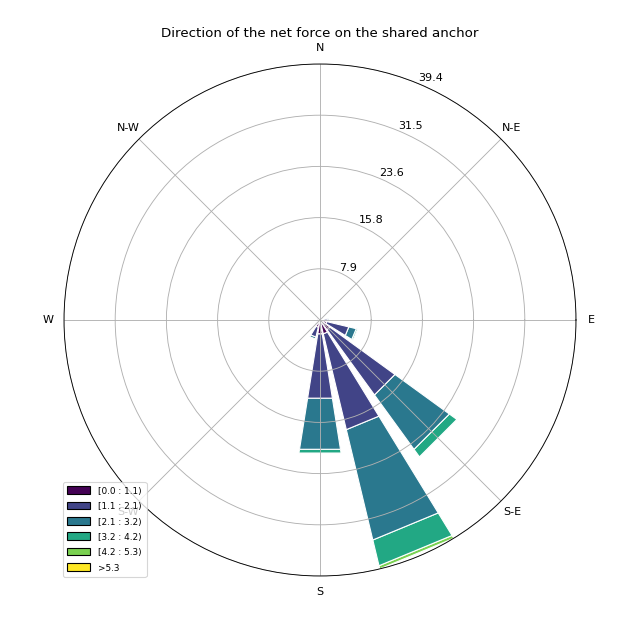 Direction of the net force on the shared anchor
N
39.4
N-W
31.5
N-E
23.6
15.8
7.9
W
E
[0.0 : 1.1)
[1.1 : 2.1)
S-W
S-E
[2.1 : 3.2)
[3.2 : 4.2)
[4.2 : 5.3)
>5.3
S